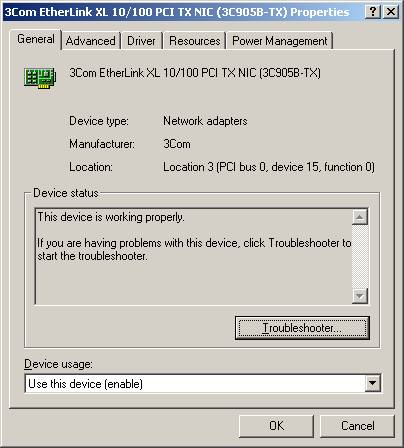 3Com EtherLink XL 10/100 PCI TX NIC (3C905B-TX) Properties
General Advanced Driver Resources Power Management
3Com EtherLink XL 10/100 PCI TX NIC (3C905B-TX)
Device type: Network adapters
Manufacturer: 3Com
Location: Location 3 (PCI bus 0, device 15, function 0)
Device status
This device is working properly.
If you are having problems with this device, click Troubleshooter to
start the troubleshooter.
Troubleshooter...
Device usage:
Use this device (enable)
OK Cancel